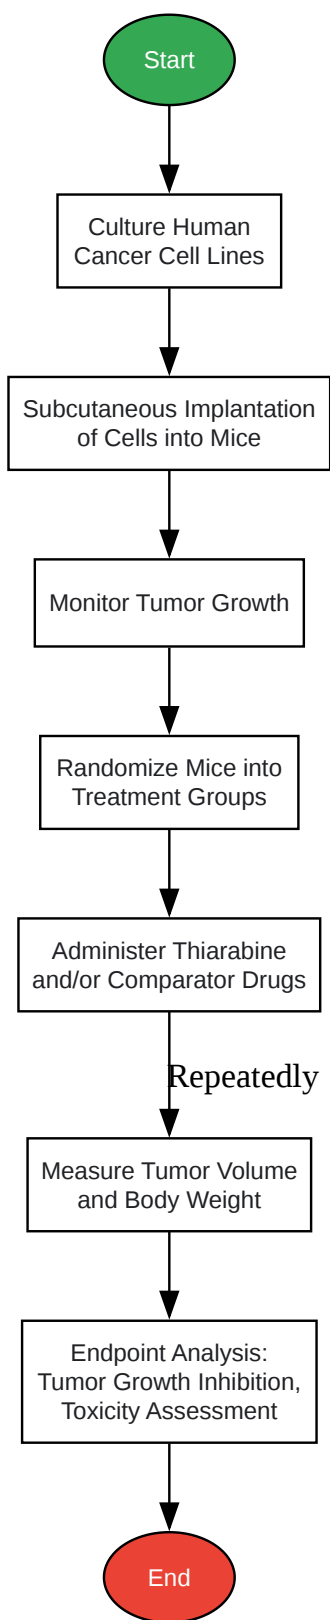 Start
Culture Human
Cancer Cell Lines
Subcutaneous Implantation
of Cells into Mice
Monitor Tumor Growth
Randomize Mice into
Treatment Groups
Administer Thiarabine
and/or Comparator Drugs
Repeatedly
Measure Tumor Volume
and Body Weight
Endpoint Analysis:
Tumor Growth Inhibition,
Toxicity Assessment
End